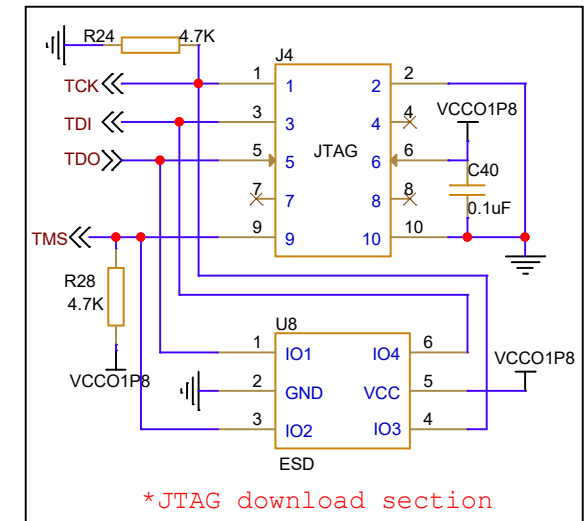 R24 4.7K
J4
TCK 1 1 2 2
VCCO1P8
TDI 3 3 4 4
TDO 5 5 JTAG 6 6
C40
7 7 8 8
0.1uF
TMS 9 9 10 10
R28
4.7K
U8
1 IO1 IO4 6
VCCO1P8
VCCO1P8
2 GND VCC 5
3 IO2 IO3 4
ESD
*JTAG download section